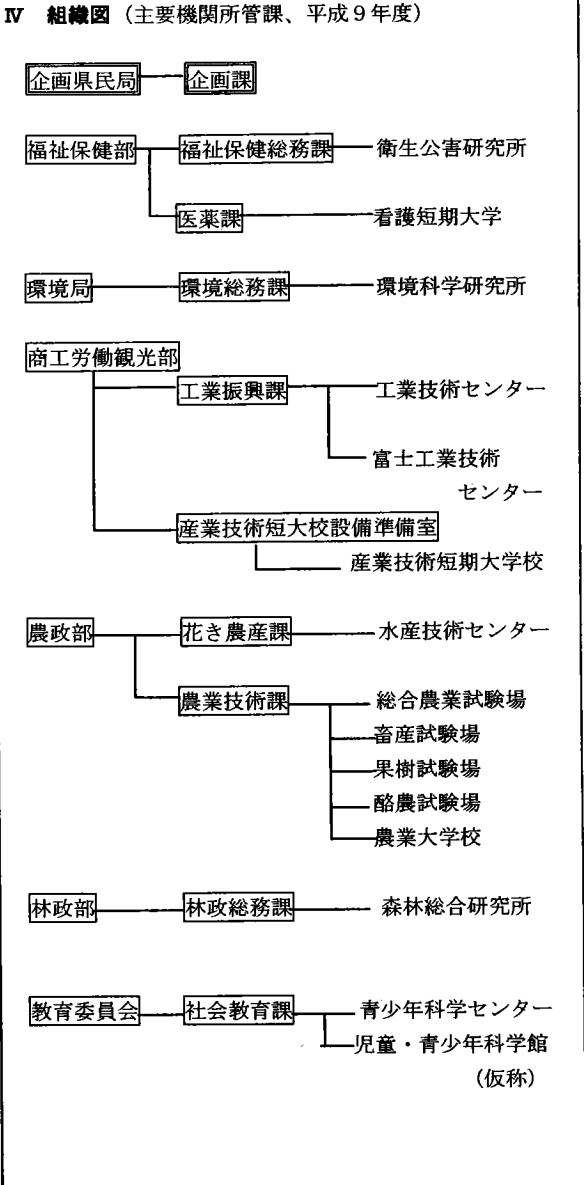 Ⅳ 組織図（主要機関所管課、平成９年度）
企画県民局 企画課
福祉保健部 福祉保健総務課 衛生公害研究所
医薬課 看護短期大学
環境局 環境総務課 環境科学研究所
商工労働観光部
工業振興課 工業技術センター
富士工業技術
センター
産業技術短大校設備準備室
産業技術短期大学校
農政部 花き農産課 水産技術センター
農業技術課 総合農業試験場
畜産試験場
果樹試験場
酪農試験場
農業大学校
林政部 林政総務課 森林総合研究所
教育委員会 社会教育課 青少年科学センター
児童・青少年科学館
（仮称）